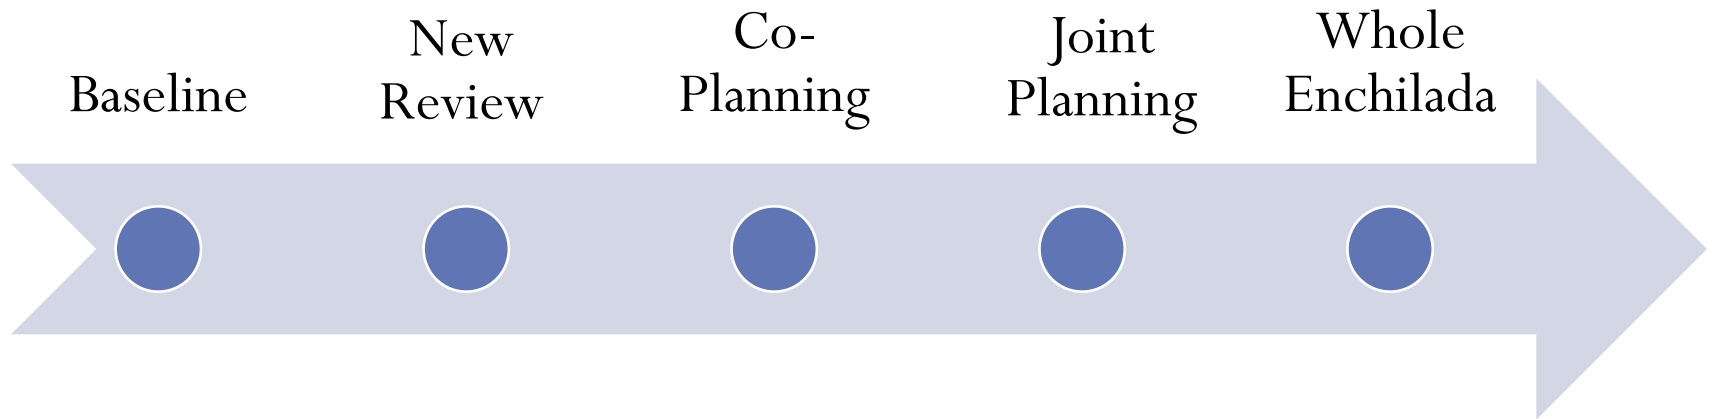 Baseline
New
Review
Co-
Planning
Joint
Planning
Whole
Enchilada